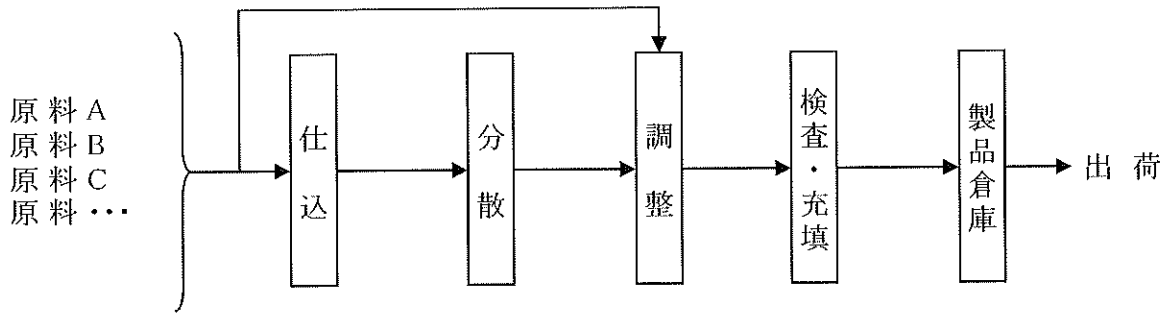 原料A
原料B
原料C
原料・・・
仕込
分散
調整
検査・充填
製品倉庫
出荷